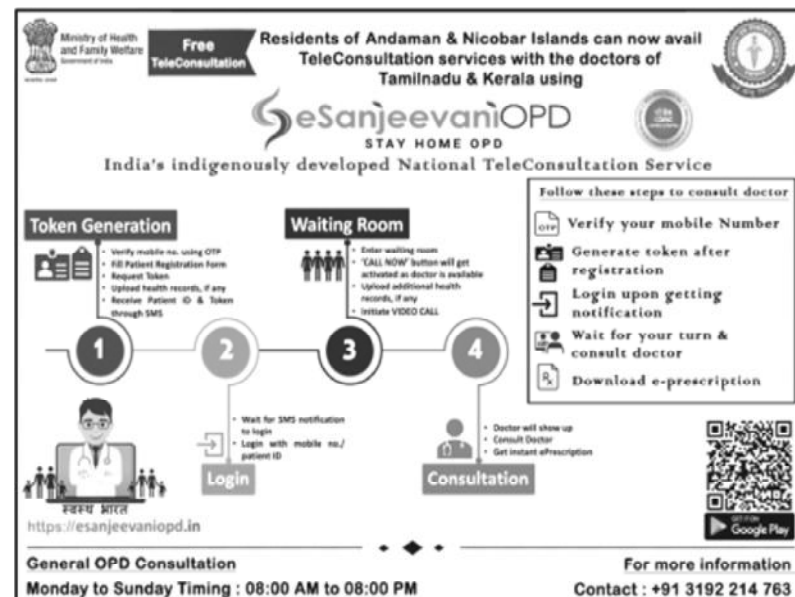 Ministry of Health
and Family Welfare
Government of India
Free
TeleConsultation
Residents of Andaman & Nicobar Islands can now avail
TeleConsultation services with the doctors of
Tamilnadu & Kerala using
eSanjeevaniOPD
STAY HOME OPD
India's indigenously developed National TeleConsultation Service
Token Generation
• Verify mobile no. using OTP
• Fill Patient Registration Form
• Request Token
• Upload health records, if any
• Receive Patient ID & Token
through SMS
Waiting Room
• Enter waiting room
• 'CALL NOW' button will get
activated as doctor is available
• Upload additional health
records, if any
• Initiate VIDEO CALL
1
2
3
4
• Wait for SMS notification
to login
• Login with mobile no./
patient ID
Login
• Doctor will show up
• Consult Doctor
• Get instant ePrescription
Consultation
Follow these steps to consult doctor
OTP
Verify your mobile Number
Generate token after
registration
Login upon getting
notification
Wait for your turn &
consult doctor
Download e-prescription
स्वस्थ भारत
https://esanjeevaniopd.in
GET IT ON
Google Play
General OPD Consultation
Monday to Sunday Timing : 08:00 AM to 08:00 PM
For more information
Contact : +91 3192 214 763